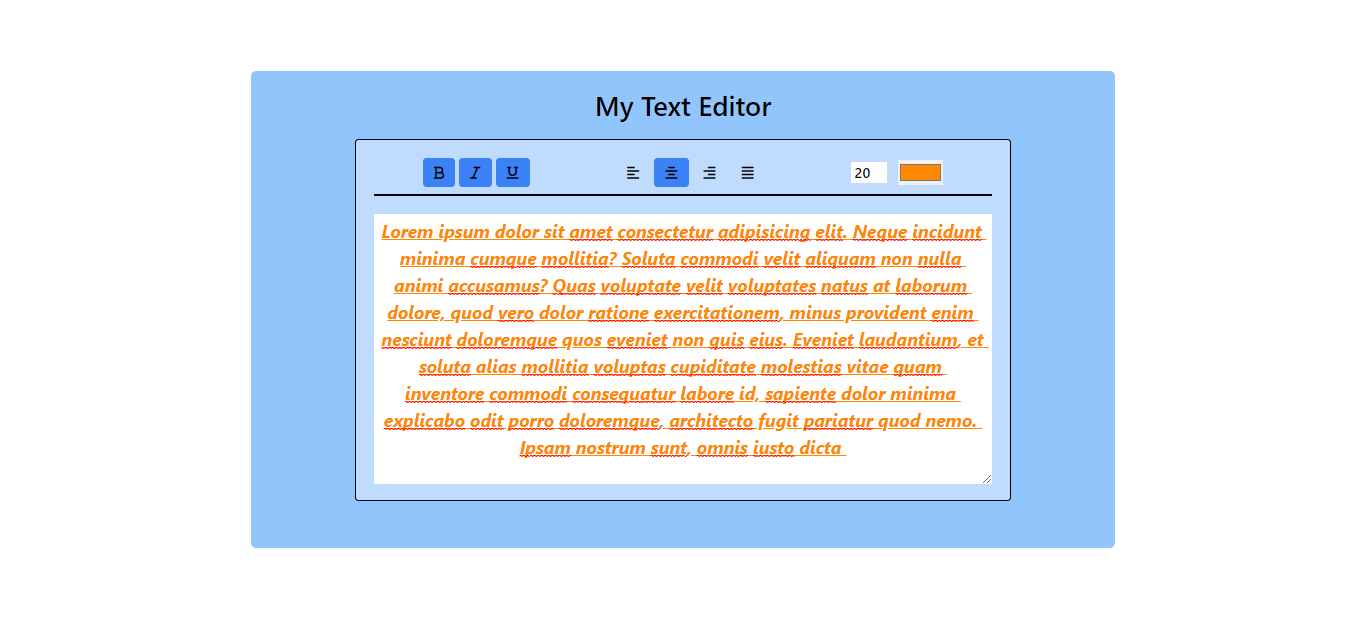 My Text Editor
B I U 20
Lorem ipsum dolor sit amet consectetur adipisicing elit. Neque incidunt
minima cumque mollitia? Soluta commodi velit aliquam non nulla
animi accusamus? Quas voluptate velit voluptates natus at laborum
dolore, quod vero dolor ratione exercitationem, minus provident enim
nesciunt doloremque quos eveniet non quis eius. Eveniet laudantium, et
soluta alias mollitia voluptas cupiditate molestias vitae quam
inventore commodi consequatur labore id, sapiente dolor minima
explicabo odit porro doloremque, architecto fugit pariatur quod nemo.
Ipsam nostrum sunt, omnis iusto dicta